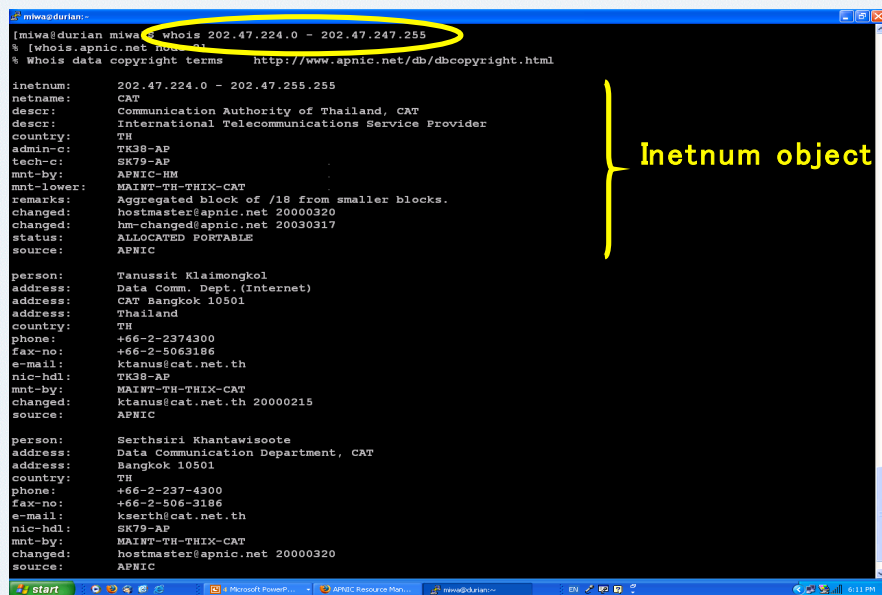 miwa@durian:~
[miwa@durian miwa]$ whois 202.47.224.0 - 202.47.247.255
% [whois.apnic.net node-2]
% Whois data copyright terms http://www.apnic.net/db/dbcopyright.html
inetnum: 202.47.224.0 - 202.47.255.255
netname: CAT
descr: Communication Authority of Thailand, CAT
descr: International Telecommunications Service Provider
country: TH
admin-c: TK38-AP
tech-c: SK79-AP
mnt-by: APNIC-HM
mnt-lower: MAINT-TH-THIX-CAT
remarks: Aggregated block of /18 from smaller blocks.
changed: hostmaster@apnic.net 20000320
changed: hm-changed@apnic.net 20030317
status: ALLOCATED PORTABLE
source: APNIC
Inetnum object
person: Tanussit Klaimongkol
address: Data Comm. Dept.(Internet)
address: CAT Bangkok 10501
address: Thailand
country: TH
phone: +66-2-2374300
fax-no: +66-2-5063186
e-mail: ktanus@cat.net.th
nic-hdl: TK38-AP
mnt-by: MAINT-TH-THIX-CAT
changed: ktanus@cat.net.th 20000215
source: APNIC
person: Serthsiri Khantawisoote
address: Data Communication Department, CAT
address: Bangkok 10501
country: TH
phone: +66-2-237-4300
fax-no: +66-2-506-3186
e-mail: kserth@cat.net.th
nic-hdl: SK79-AP
mnt-by: MAINT-TH-THIX-CAT
changed: hostmaster@apnic.net 20000320
source: APNIC
start 4 Microsoft PowerP... APNIC Resource Man... miwa@durian:~ EN 6:11 PM